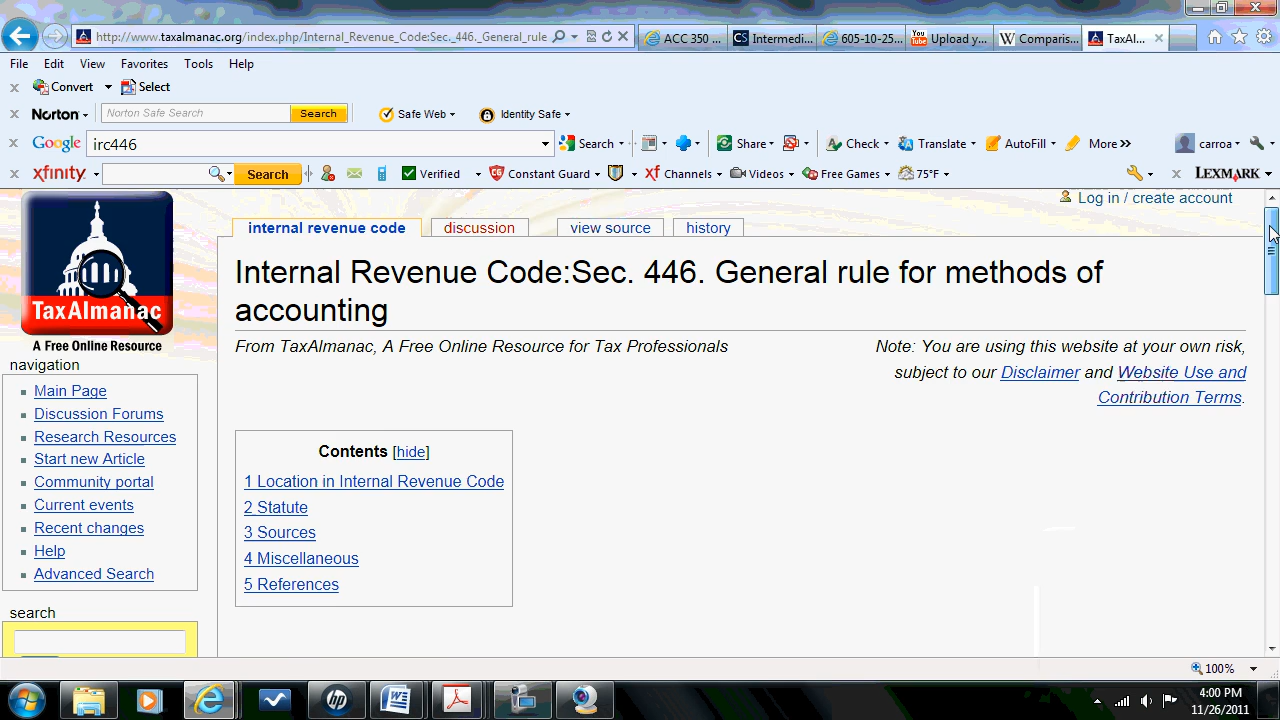 http://www.taxalmanac.org/index.php/Internal_Revenue_Code:Sec._446._General_rule
ACC 350 ...
CS Intermedi...
605-10-25...
You Tube Upload y...
W Comparis...
TaxAl...
File Edit View Favorites Tools Help
x Convert Select
x Norton Norton Safe Search Search Safe Web Identity Safe
x Google irc446 Search Share Check Translate AutoFill More» carroa
x xfinity Search Verified CG Constant Guard xf Channels Videos Free Games 75°F x LEXMARK
Log in / create account
internal revenue code discussion view source history
TaxAlmanac
A Free Online Resource
Internal Revenue Code:Sec. 446. General rule for methods of
accounting
From TaxAlmanac, A Free Online Resource for Tax Professionals
Note: You are using this website at your own risk,
subject to our Disclaimer and Website Use and
Contribution Terms.
navigation
Main Page
Discussion Forums
Research Resources
Start new Article
Community portal
Current events
Recent changes
Help
Advanced Search
search
Contents [hide]
1 Location in Internal Revenue Code
2 Statute
3 Sources
4 Miscellaneous
5 References
100%
hp
W
4:00 PM
11/26/2011